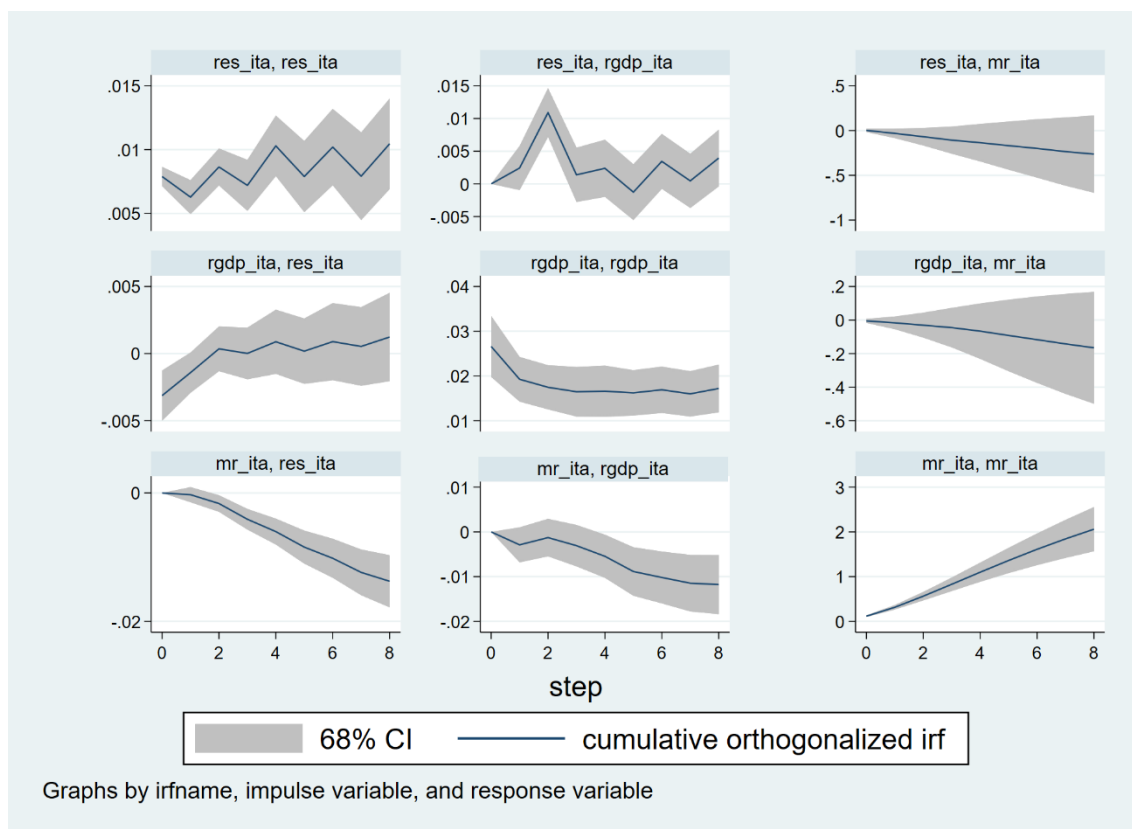 res_ita, res_ita
res_ita, rgdp_ita
res_ita, mr_ita
.015
.01
.005
.015
.01
.005
0
-.005
.5
0
-.5
-1
rgdp_ita, res_ita
rgdp_ita, rgdp_ita
rgdp_ita, mr_ita
.005
0
-.005
.04
.03
.02
.01
.2
0
-.2
-.4
-.6
mr_ita, res_ita
mr_ita, rgdp_ita
mr_ita, mr_ita
0
-.02
.01
0
-.01
-.02
3
2
1
0
0 2 4 6 8
0 2 4 6 8
0 2 4 6 8
step
68% CI
cumulative orthogonalized irf
Graphs by irfname, impulse variable, and response variable